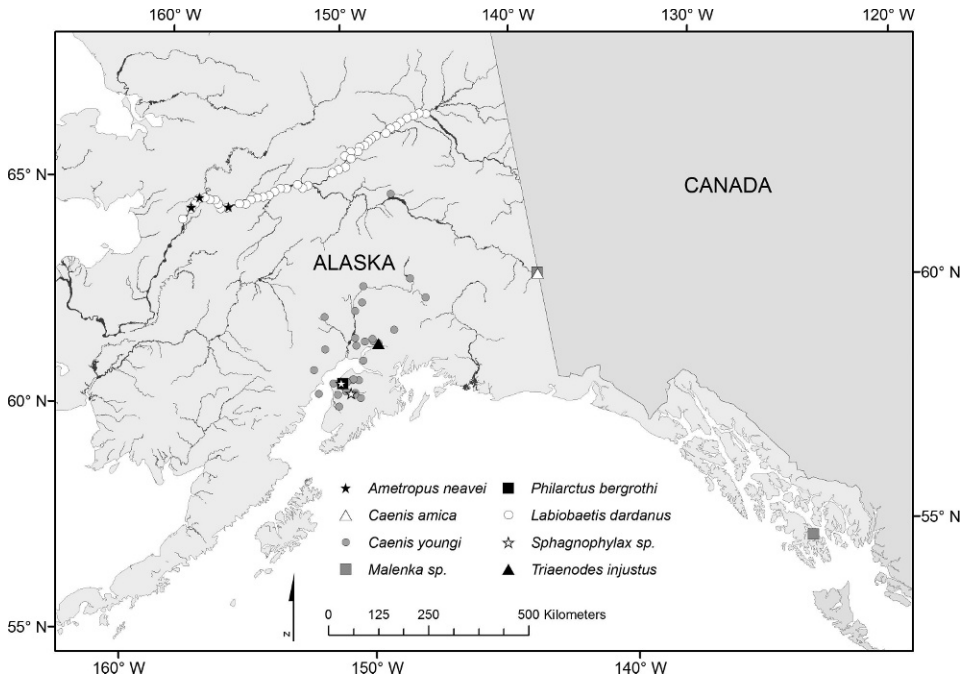 160° W 150° W 140° W 130° W 120° W
65° N
CANADA
ALASKA
60° N
60° N
Ametropus neavei
Philarctus bergrothi
Caenis amica
Labiobaetis dardanus
Caenis youngi
Sphagnophylax sp.
Malenka sp.
Triaenodes injustus
55° N
N
0 125 250 500 Kilometers
55° N
160° W 150° W 140° W